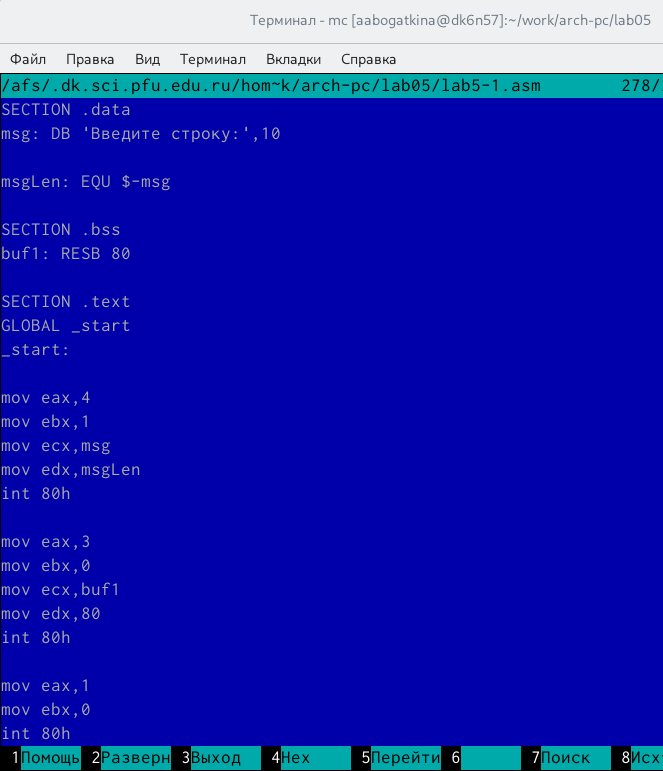 Терминал - mc [aabogatkina@dk6n57]:~/work/arch-pc/lab05
Файл Правка Вид Терминал Вкладки Справка
/afs/.dk.sci.pfu.edu.ru/hom~k/arch-pc/lab05/lab5-1.asm 278/
SECTION .data
msg: DB 'Введите строку:',10
msgLen: EQU $-msg
SECTION .bss
buf1: RESB 80
SECTION .text
GLOBAL _start
_start:
mov eax,4
mov ebx,1
mov ecx,msg
mov edx,msgLen
int 80h
mov eax,3
mov ebx,0
mov ecx,buf1
mov edx,80
int 80h
mov eax,1
mov ebx,0
int 80h
1Помощь 2Разверн 3Выход 4Hex 5Перейти 6 7Поиск 8Исх